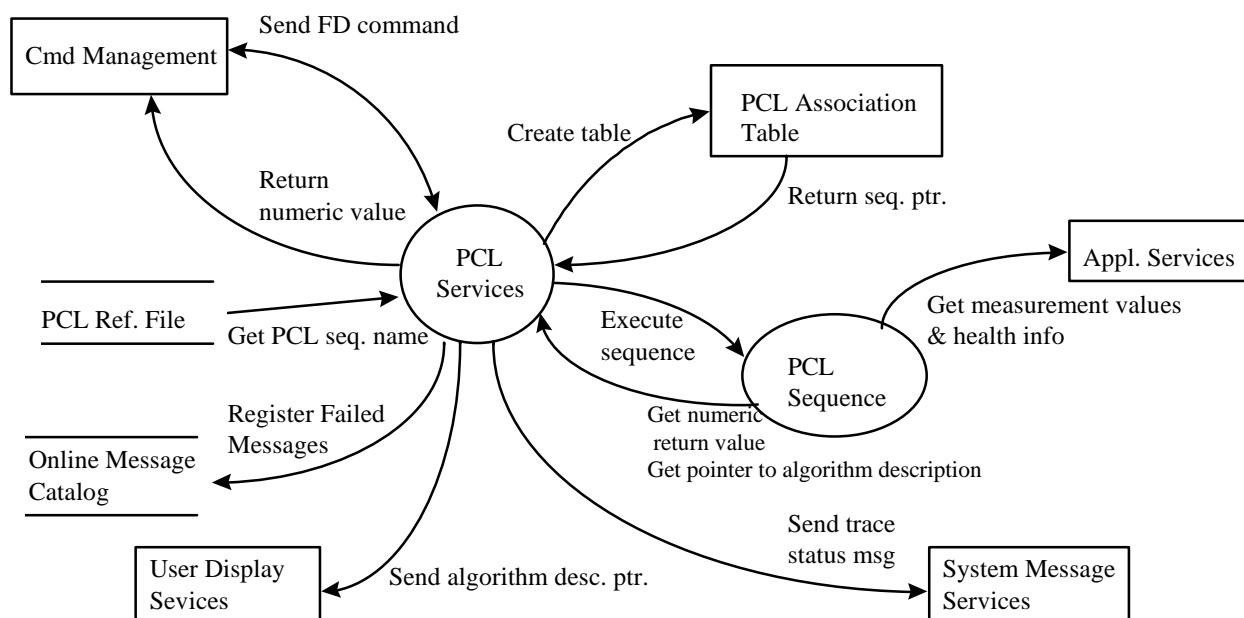 Send FD command
Cmd Management
PCL Association
Table
Create table
Return
numeric value
Return seq. ptr.
PCL
Services
Appl. Services
PCL Ref. File
Get PCL seq. name
Execute
sequence
Get measurement values
& health info
PCL
Sequence
Register Failed
Messages
Get numeric
return value
Get pointer to algorithm description
Online Message
Catalog
Send trace
status msg
User Display
Sevices
Send algorithm desc. ptr.
System Message
Services